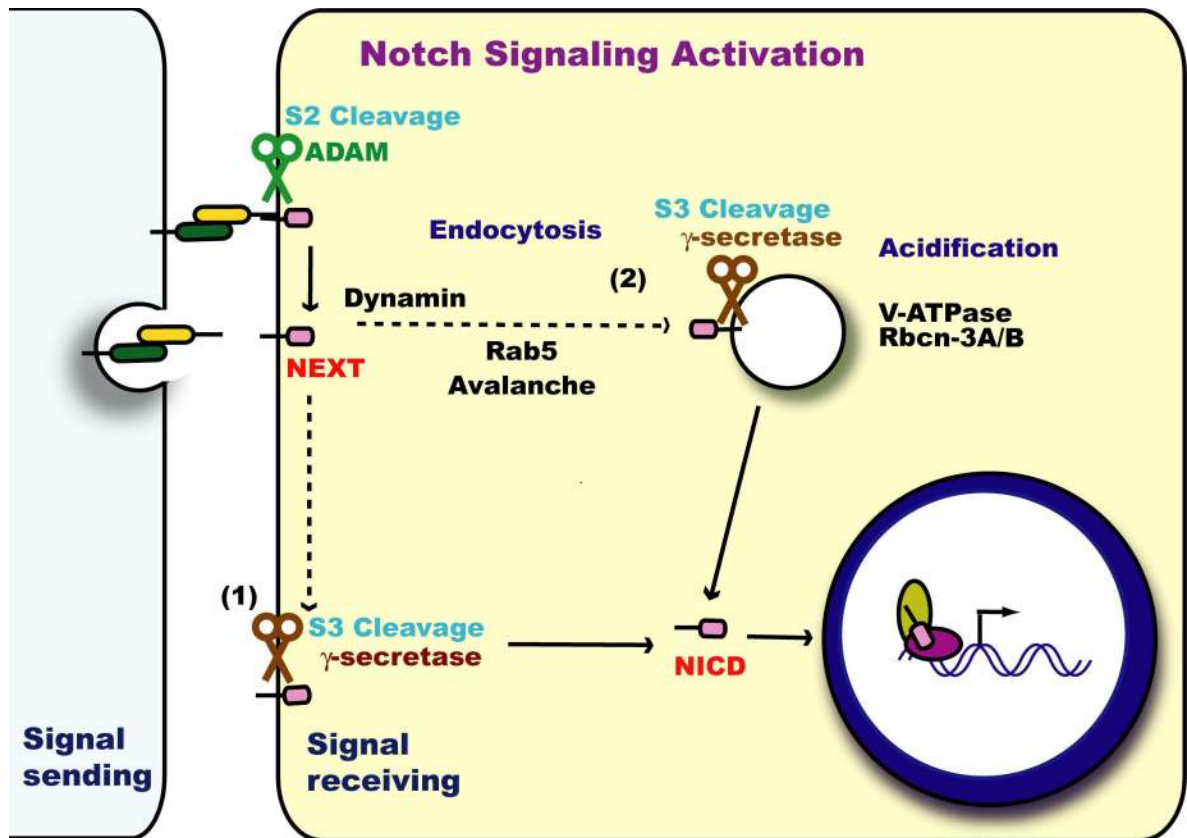 Notch Signaling Activation
S2 Cleavage
ADAM
Endocytosis
S3 Cleavage
γ-secretase
Acidification
(2)
Dynamin
V-ATPase
Rbcn-3A/B
Rab5
Avalanche
NEXT
(1)
S3 Cleavage
γ-secretase
NICD
Signal
sending
Signal
receiving